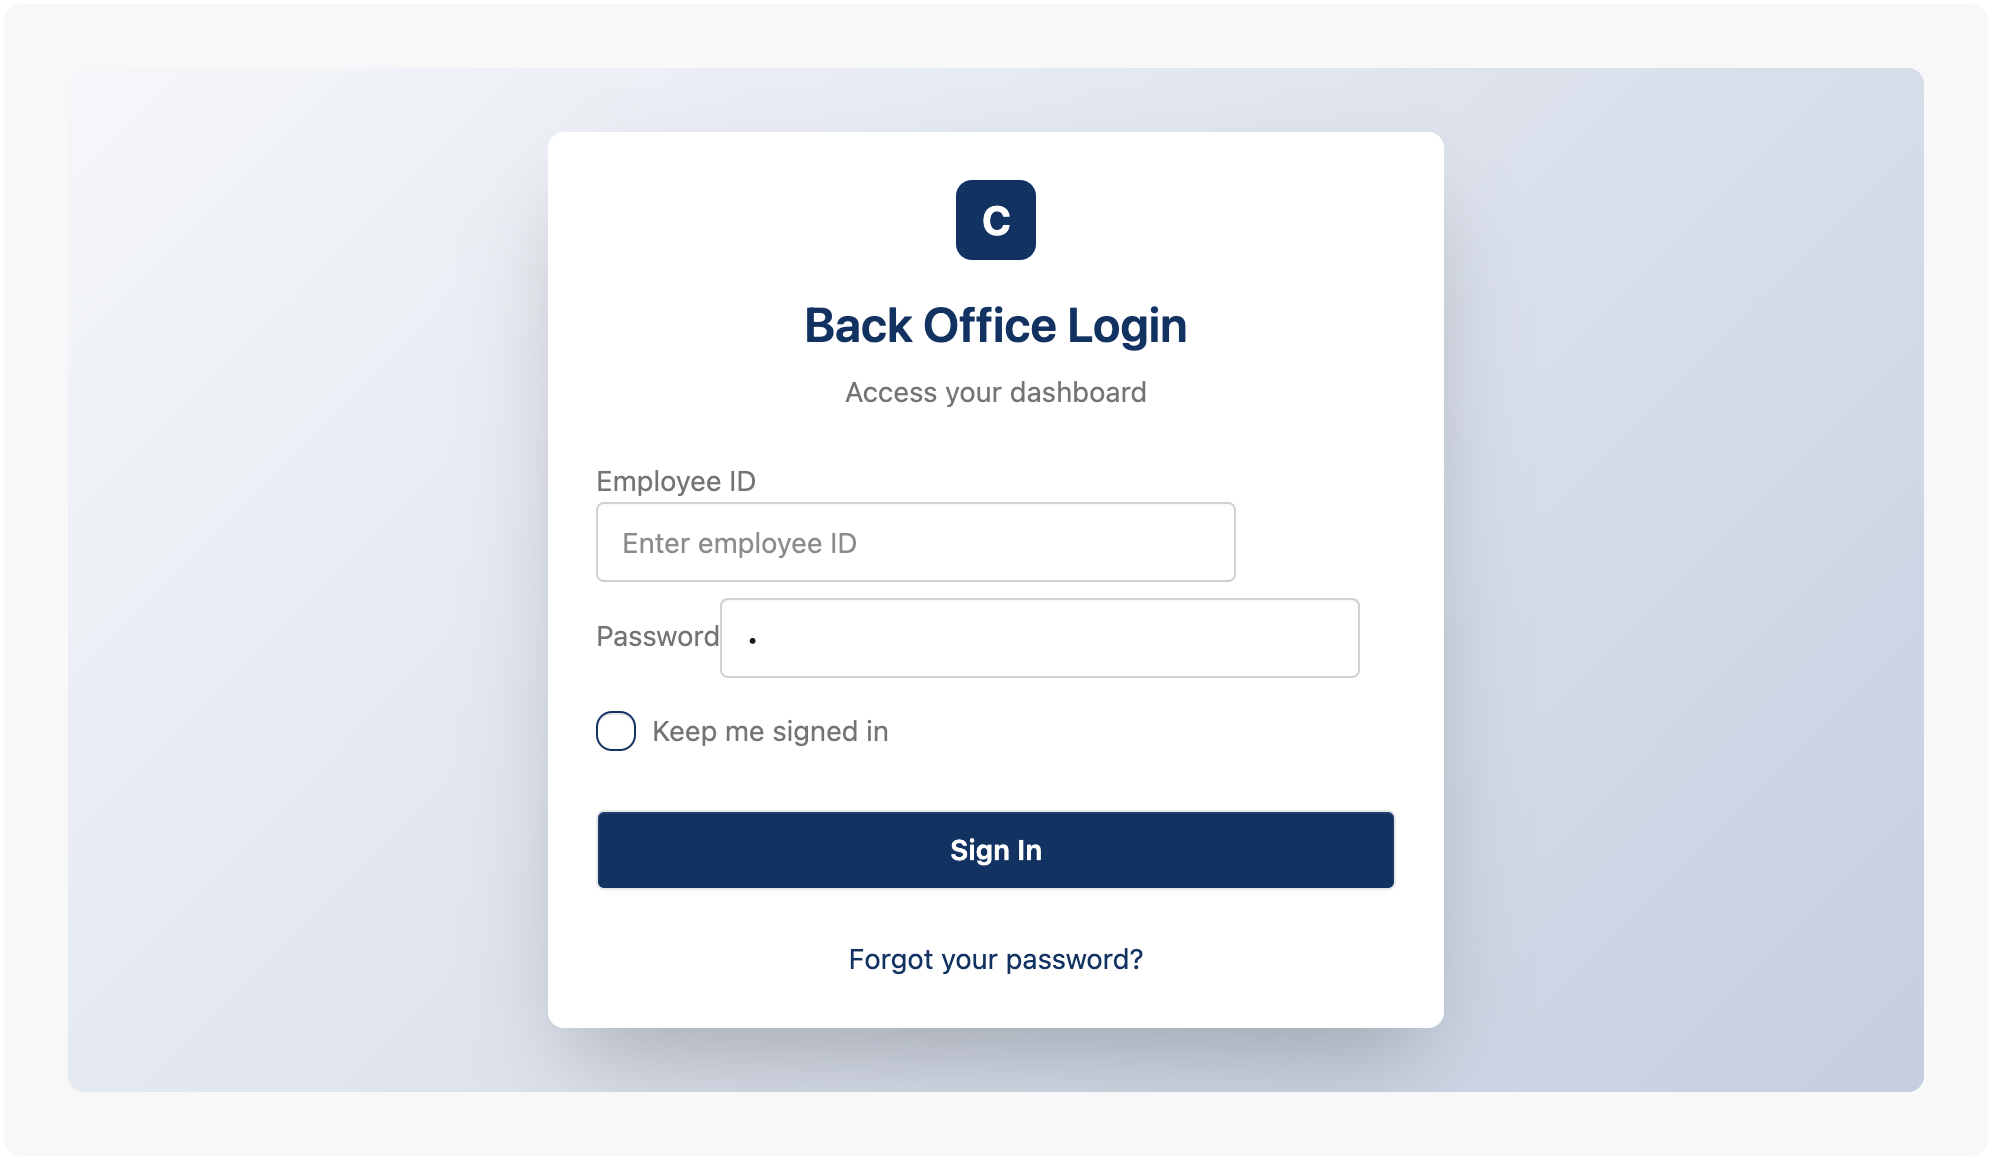 C
Back Office Login
Access your dashboard
Employee ID
Enter employee ID
Password •
Keep me signed in
Sign In
Forgot your password?